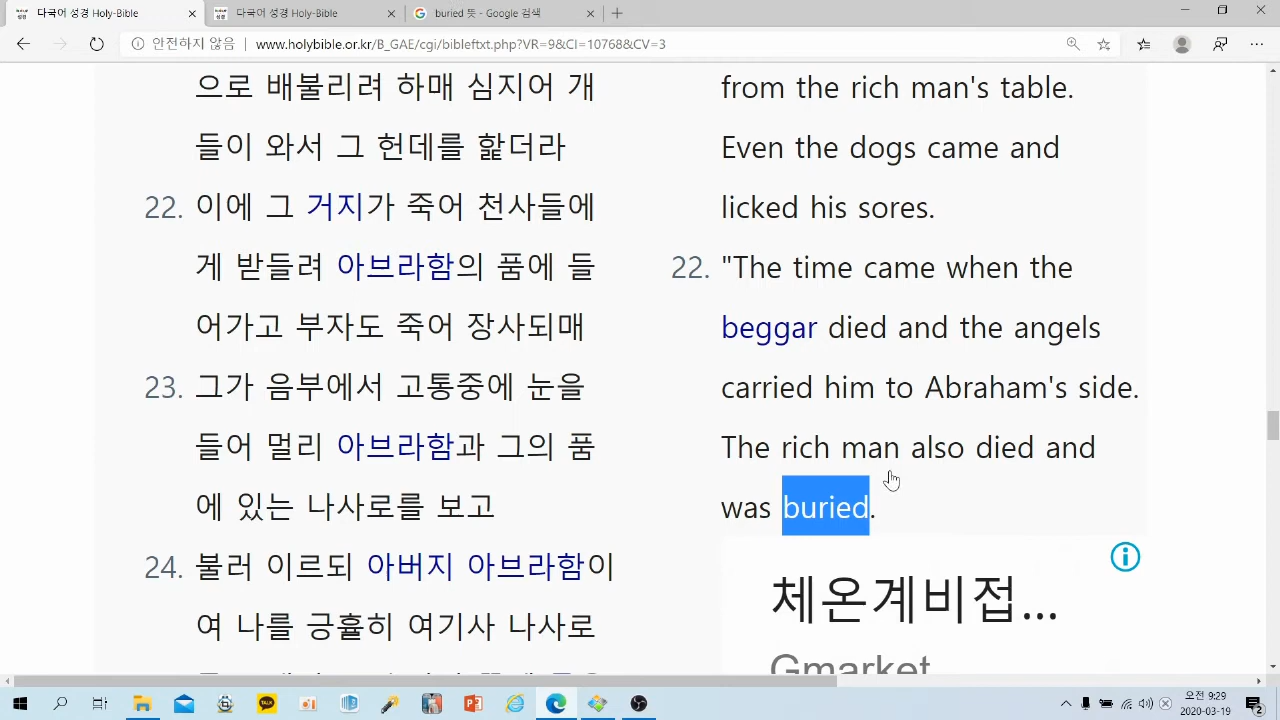 다국어 성경 Holy-Bible
다국어 성경 Holy-Bible
buried 뜻 - Google 검색
안전하지 않음
www.holybible.or.kr/B_GAE/cgi/bibleftxt.php?VR=9&CI=10768&CV=3
으로 배불리려 하매 심지어 개
들이 와서 그 헌데를 핥더라
22. 이에 그 거지가 죽어 천사들에
게 받들려 아브라함의 품에 들
어가고 부자도 죽어 장사되매
23. 그가 음부에서 고통중에 눈을
들어 멀리 아브라함과 그의 품
에 있는 나사로를 보고
24. 불러 이르되 아버지 아브라함이
여 나를 긍휼히 여기사 나사로
from the rich man's table.
Even the dogs came and
licked his sores.
22. "The time came when the
beggar died and the angels
carried him to Abraham's side.
The rich man also died and
was buried.
체온계비접...
Gmarket
TALK
오전 9:29
2020-03-19
2